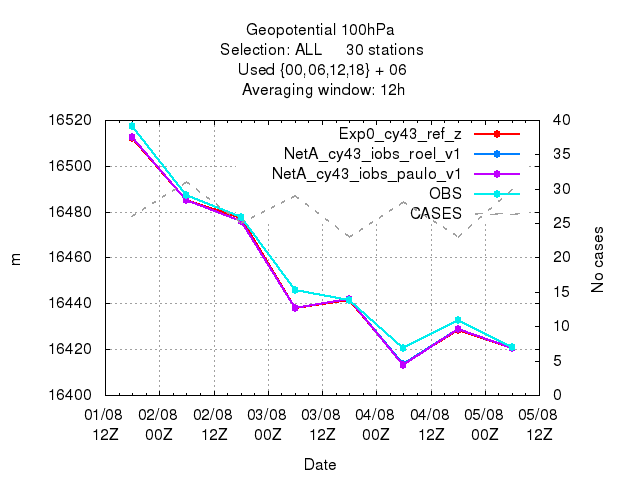 Geopotential 100hPa
Selection: ALL 30 stations
Used {00,06,12,18} + 06
Averaging window: 12h
Exp0_cy43_ref_z
NetA_cy43_iobs_roel_v1
NetA_cy43_iobs_paulo_v1
OBS
CASES
16520
16500
16480
16460
16440
16420
16400
m
40
35
30
25
20
15
10
5
0
No cases
01/08 02/08 02/08 03/08 03/08 04/08 04/08 05/08 05/08
12Z 00Z 12Z 00Z 12Z 00Z 12Z 00Z 12Z
Date